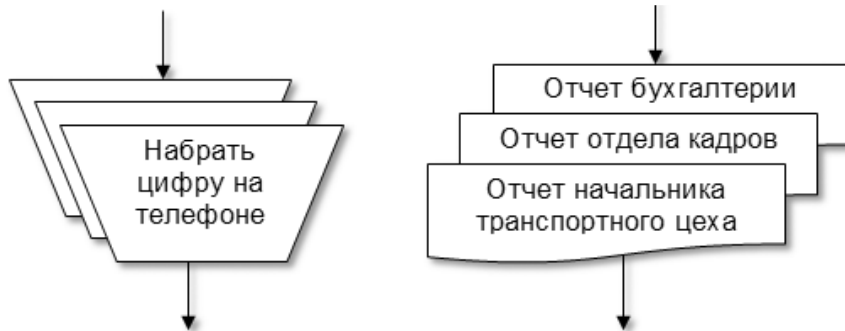 Набрать
цифру на
телефоне
Отчет бухгалтерии
Отчет отдела кадров
Отчет начальника
транспортного цеха